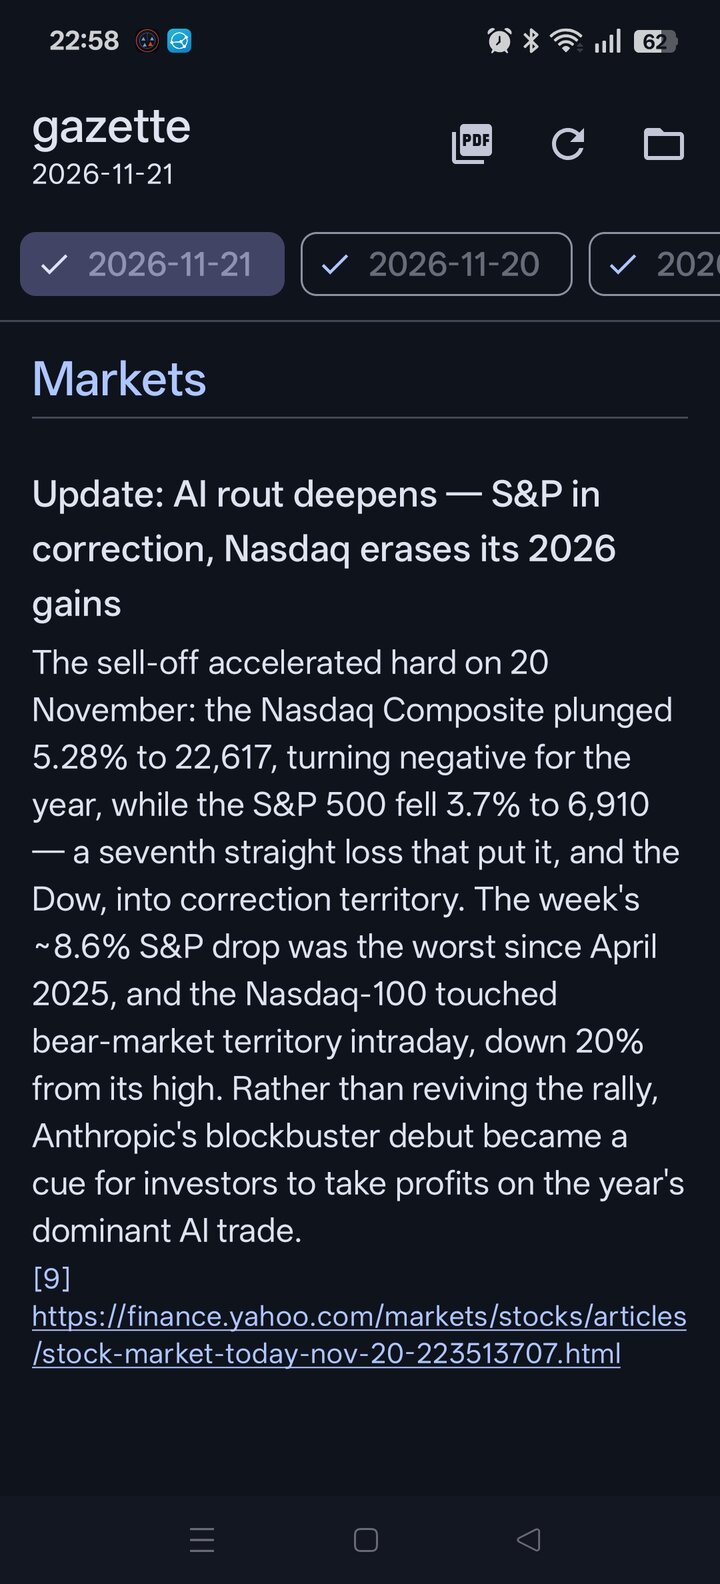 22:58
62
gazette
2026-11-21
PDF
2026-11-21
2026-11-20
202
Markets
Update: AI rout deepens — S&P in
correction, Nasdaq erases its 2026
gains
The sell-off accelerated hard on 20
November: the Nasdaq Composite plunged
5.28% to 22,617, turning negative for the
year, while the S&P 500 fell 3.7% to 6,910
— a seventh straight loss that put it, and the
Dow, into correction territory. The week's
~8.6% S&P drop was the worst since April
2025, and the Nasdaq-100 touched
bear-market territory intraday, down 20%
from its high. Rather than reviving the rally,
Anthropic's blockbuster debut became a
cue for investors to take profits on the year's
dominant AI trade.
[9]
https://finance.yahoo.com/markets/stocks/articles
/stock-market-today-nov-20-223513707.html